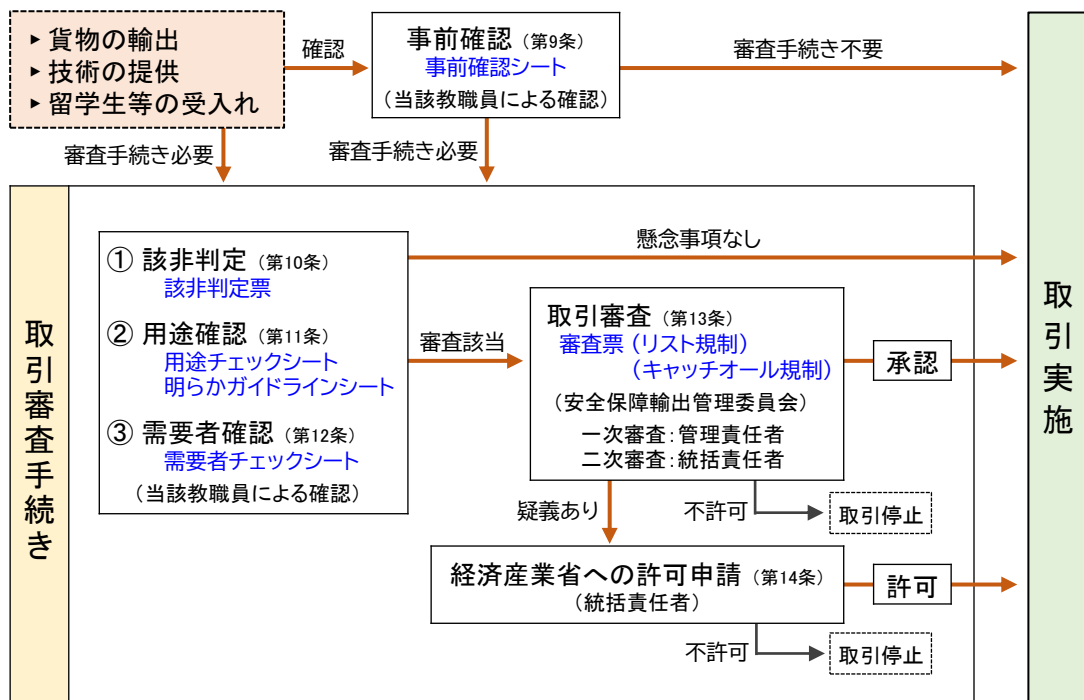 ▸ 貨物の輸出
▸ 技術の提供
▸ 留学生等の受入れ
確認
事前確認 (第9条)
事前確認シート
(当該教職員による確認)
審査手続き不要
審査手続き必要
審査手続き必要
取引審査手続き
① 該非判定 (第10条)
該非判定票
② 用途確認 (第11条)
用途チェックシート
明らかガイドラインシート
③ 需要者確認 (第12条)
需要者チェックシート
(当該教職員による確認)
懸念事項なし
審査該当
取引審査 (第13条)
審査票 (リスト規制)
(キャッチオール規制)
(安全保障輸出管理委員会)
一次審査:管理責任者
二次審査:統括責任者
承認
疑義あり
不許可
取引停止
経済産業省への許可申請 (第14条)
(統括責任者)
許可
不許可
取引停止
取引実施